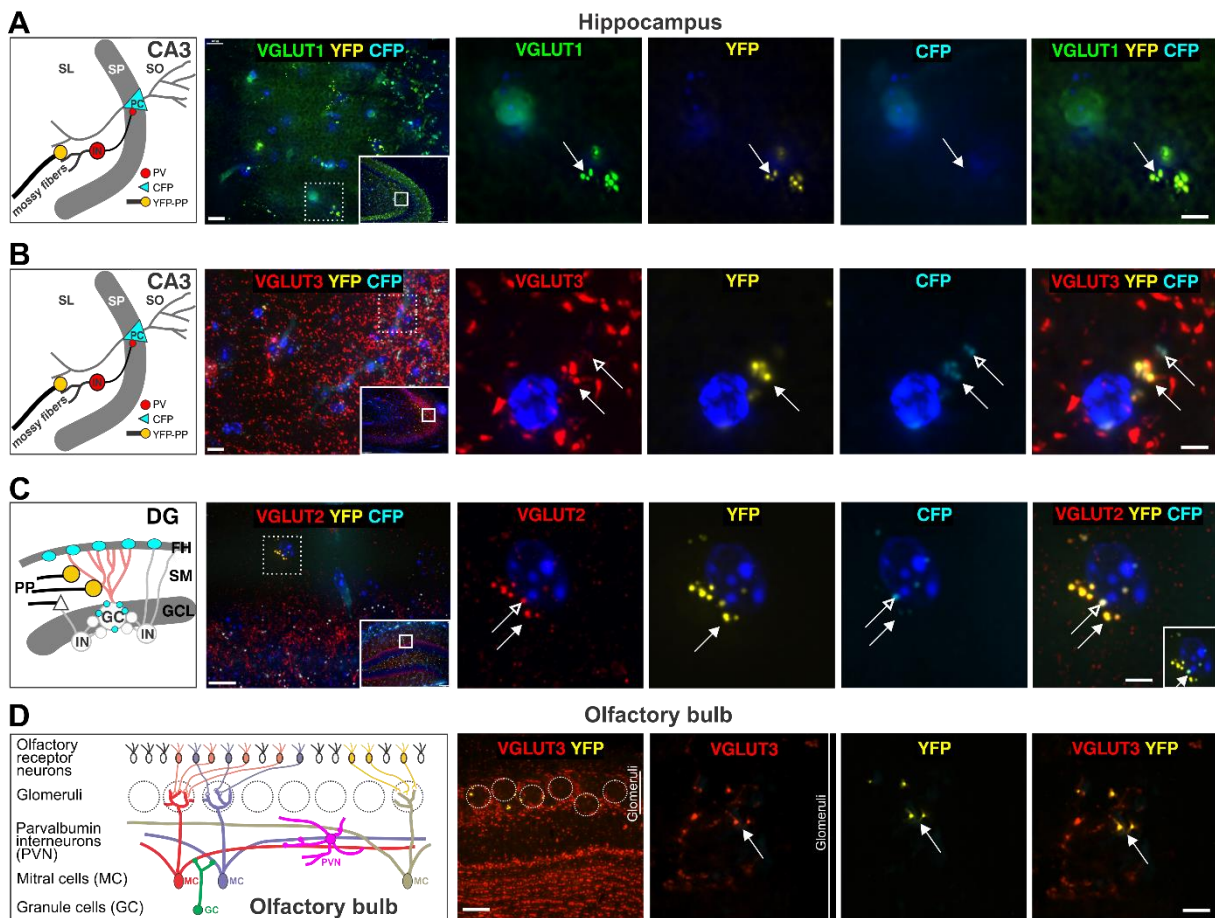 A
Hippocampus
CA3
SL
SP
SO
PC
IN
mossy fibers
PV
CFP
YFP-PP
VGLUT1 YFP CFP
VGLUT1
YFP
CFP
VGLUT1 YFP CFP
B
CA3
SL
SP
SO
PC
IN
mossy fibers
PV
CFP
YFP-PP
VGLUT3 YFP CFP
VGLUT3
YFP
CFP
VGLUT3 YFP CFP
C
DG
FH
SM
PP
GCL
GC
IN
IN
VGLUT2 YFP CFP
VGLUT2
YFP
CFP
VGLUT2 YFP CFP
D
Olfactory bulb
Olfactory
receptor
neurons
Glomeruli
Parvalbumin
interneurons
(PVN)
PVN
Mitral cells (MC)
MC
MC
MC
Granule cells (GC)
GC
Olfactory bulb
VGLUT3 YFP
Glomeruli
VGLUT3
Glomeruli
YFP
VGLUT3 YFP